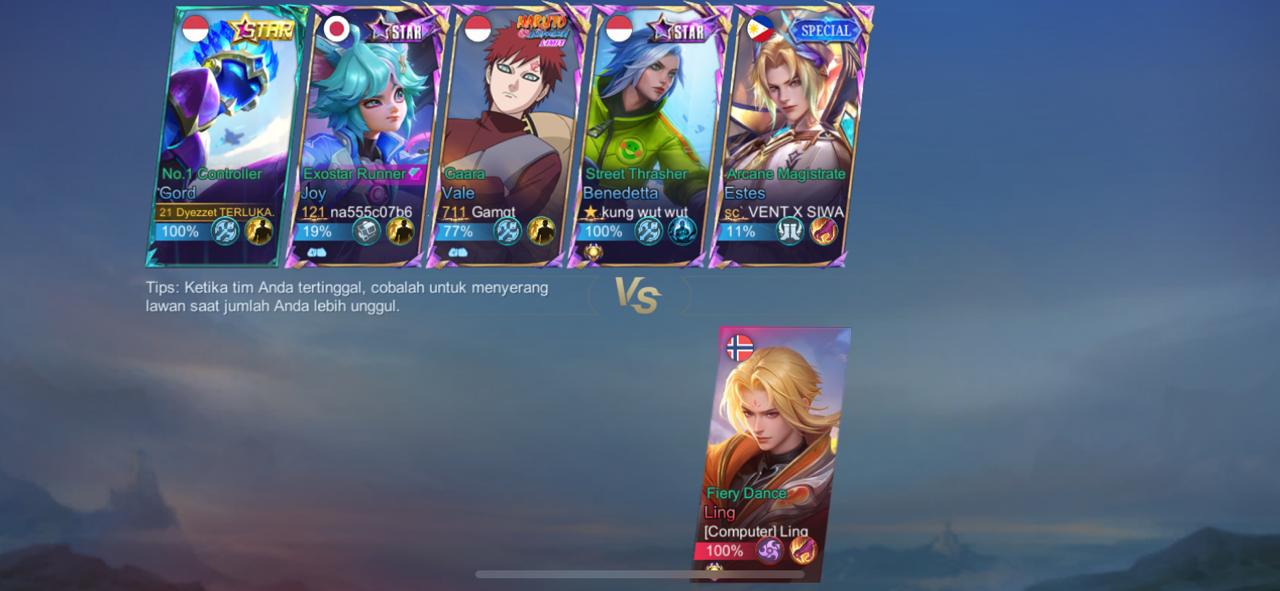 STAR
STAR
NARUTO
STAR
SPECIAL
No.1 Controller
Gord
21 Dyezzet TERLUKA.
100%
Exostar Runner
Joy
121 na555c07b6
19%
Gaara
Vale
711 Gamot
77%
Street Thrasher
Benedetta
★kung wut wut
100%
Arcane Magistrate
Estes
sc` VENT X SIWA
11%
Tips: Ketika tim Anda tertinggal, cobalah untuk menyerang
lawan saat jumlah Anda lebih unggul.
VS
Fiery Dance
Ling
[Computer] Ling
100%